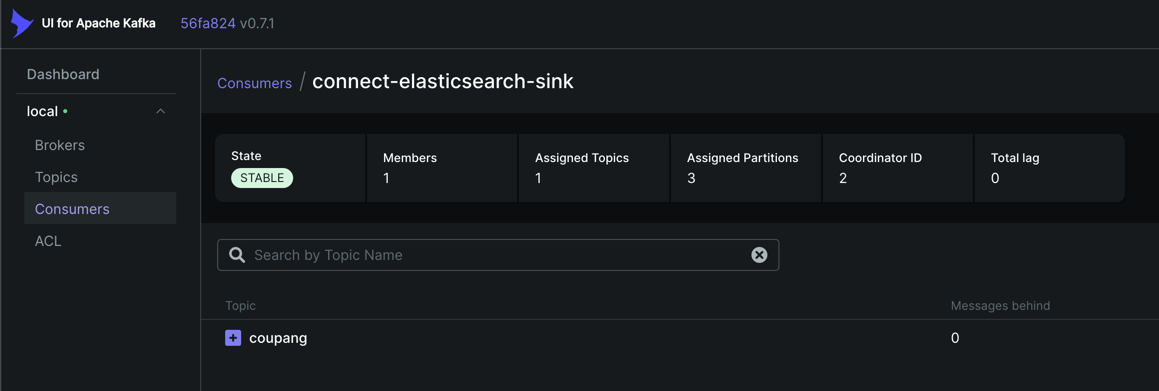 UI for Apache Kafka 56fa824 v0.7.1
Dashboard
local
Brokers
Topics
Consumers
ACL
Consumers / connect-elasticsearch-sink
State
STABLE
Members
1
Assigned Topics
1
Assigned Partitions
3
Coordinator ID
2
Total lag
0
Search by Topic Name
Topic Messages behind
coupang 0